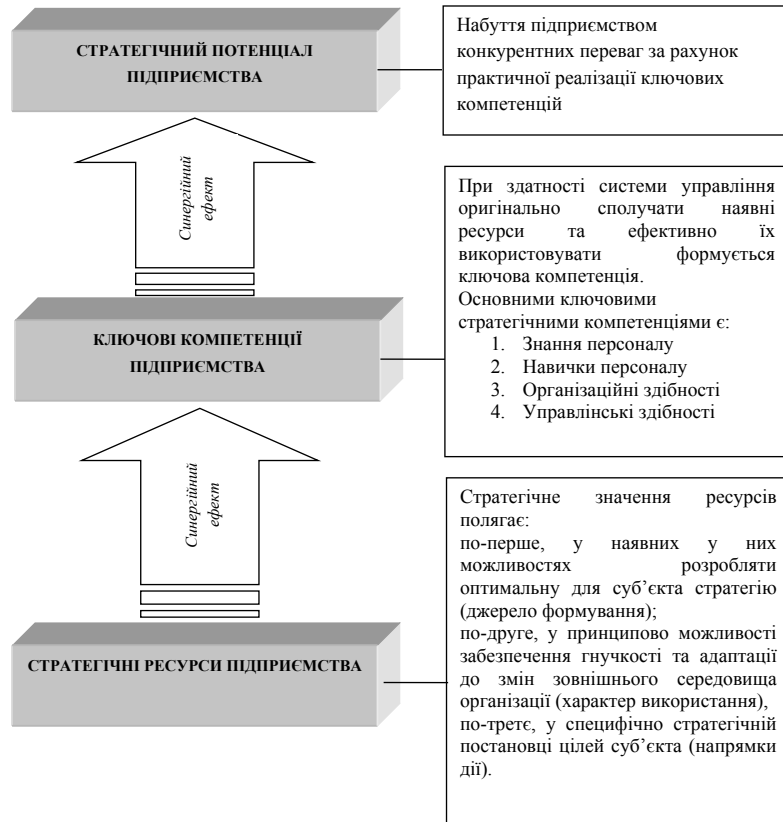 СТРАТЕГІЧНИЙ ПОТЕНЦІАЛ
ПІДПРИЄМСТВА
Набуття підприємством
конкурентних переваг за рахунок
практичної реалізації ключових
компетенцій
Синергійний
ефект
КЛЮЧОВІ КОМПЕТЕНЦІЇ
ПІДПРИЄМСТВА
При здатності системи управління
оригінально сполучати наявні
ресурси та ефективно їх
використовувати формується
ключова компетенція.
Основними ключовими
стратегічними компетенціями є:
1. Знання персоналу
2. Навички персоналу
3. Організаційні здібності
4. Управлінські здібності
Синергійний
ефект
СТРАТЕГІЧНІ РЕСУРСИ ПІДПРИЄМСТВА
Стратегічне значення ресурсів
полягає:
по-перше, у наявних у них
можливостях розробляти
оптимальну для суб’єкта стратегію
(джерело формування);
по-друге, у принципово можливості
забезпечення гнучкості та адаптації
до змін зовнішнього середовища
організації (характер використання),
по-третє, у специфічно стратегічній
постановці цілей суб’єкта (напрямки
дії).